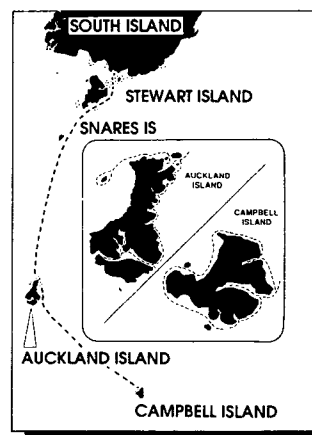 SOUTH ISLAND
STEWART ISLAND
SNARES IS
AUCKLAND
ISLAND
CAMPBELL
ISLAND
AUCKLAND ISLAND
CAMPBELL ISLAND